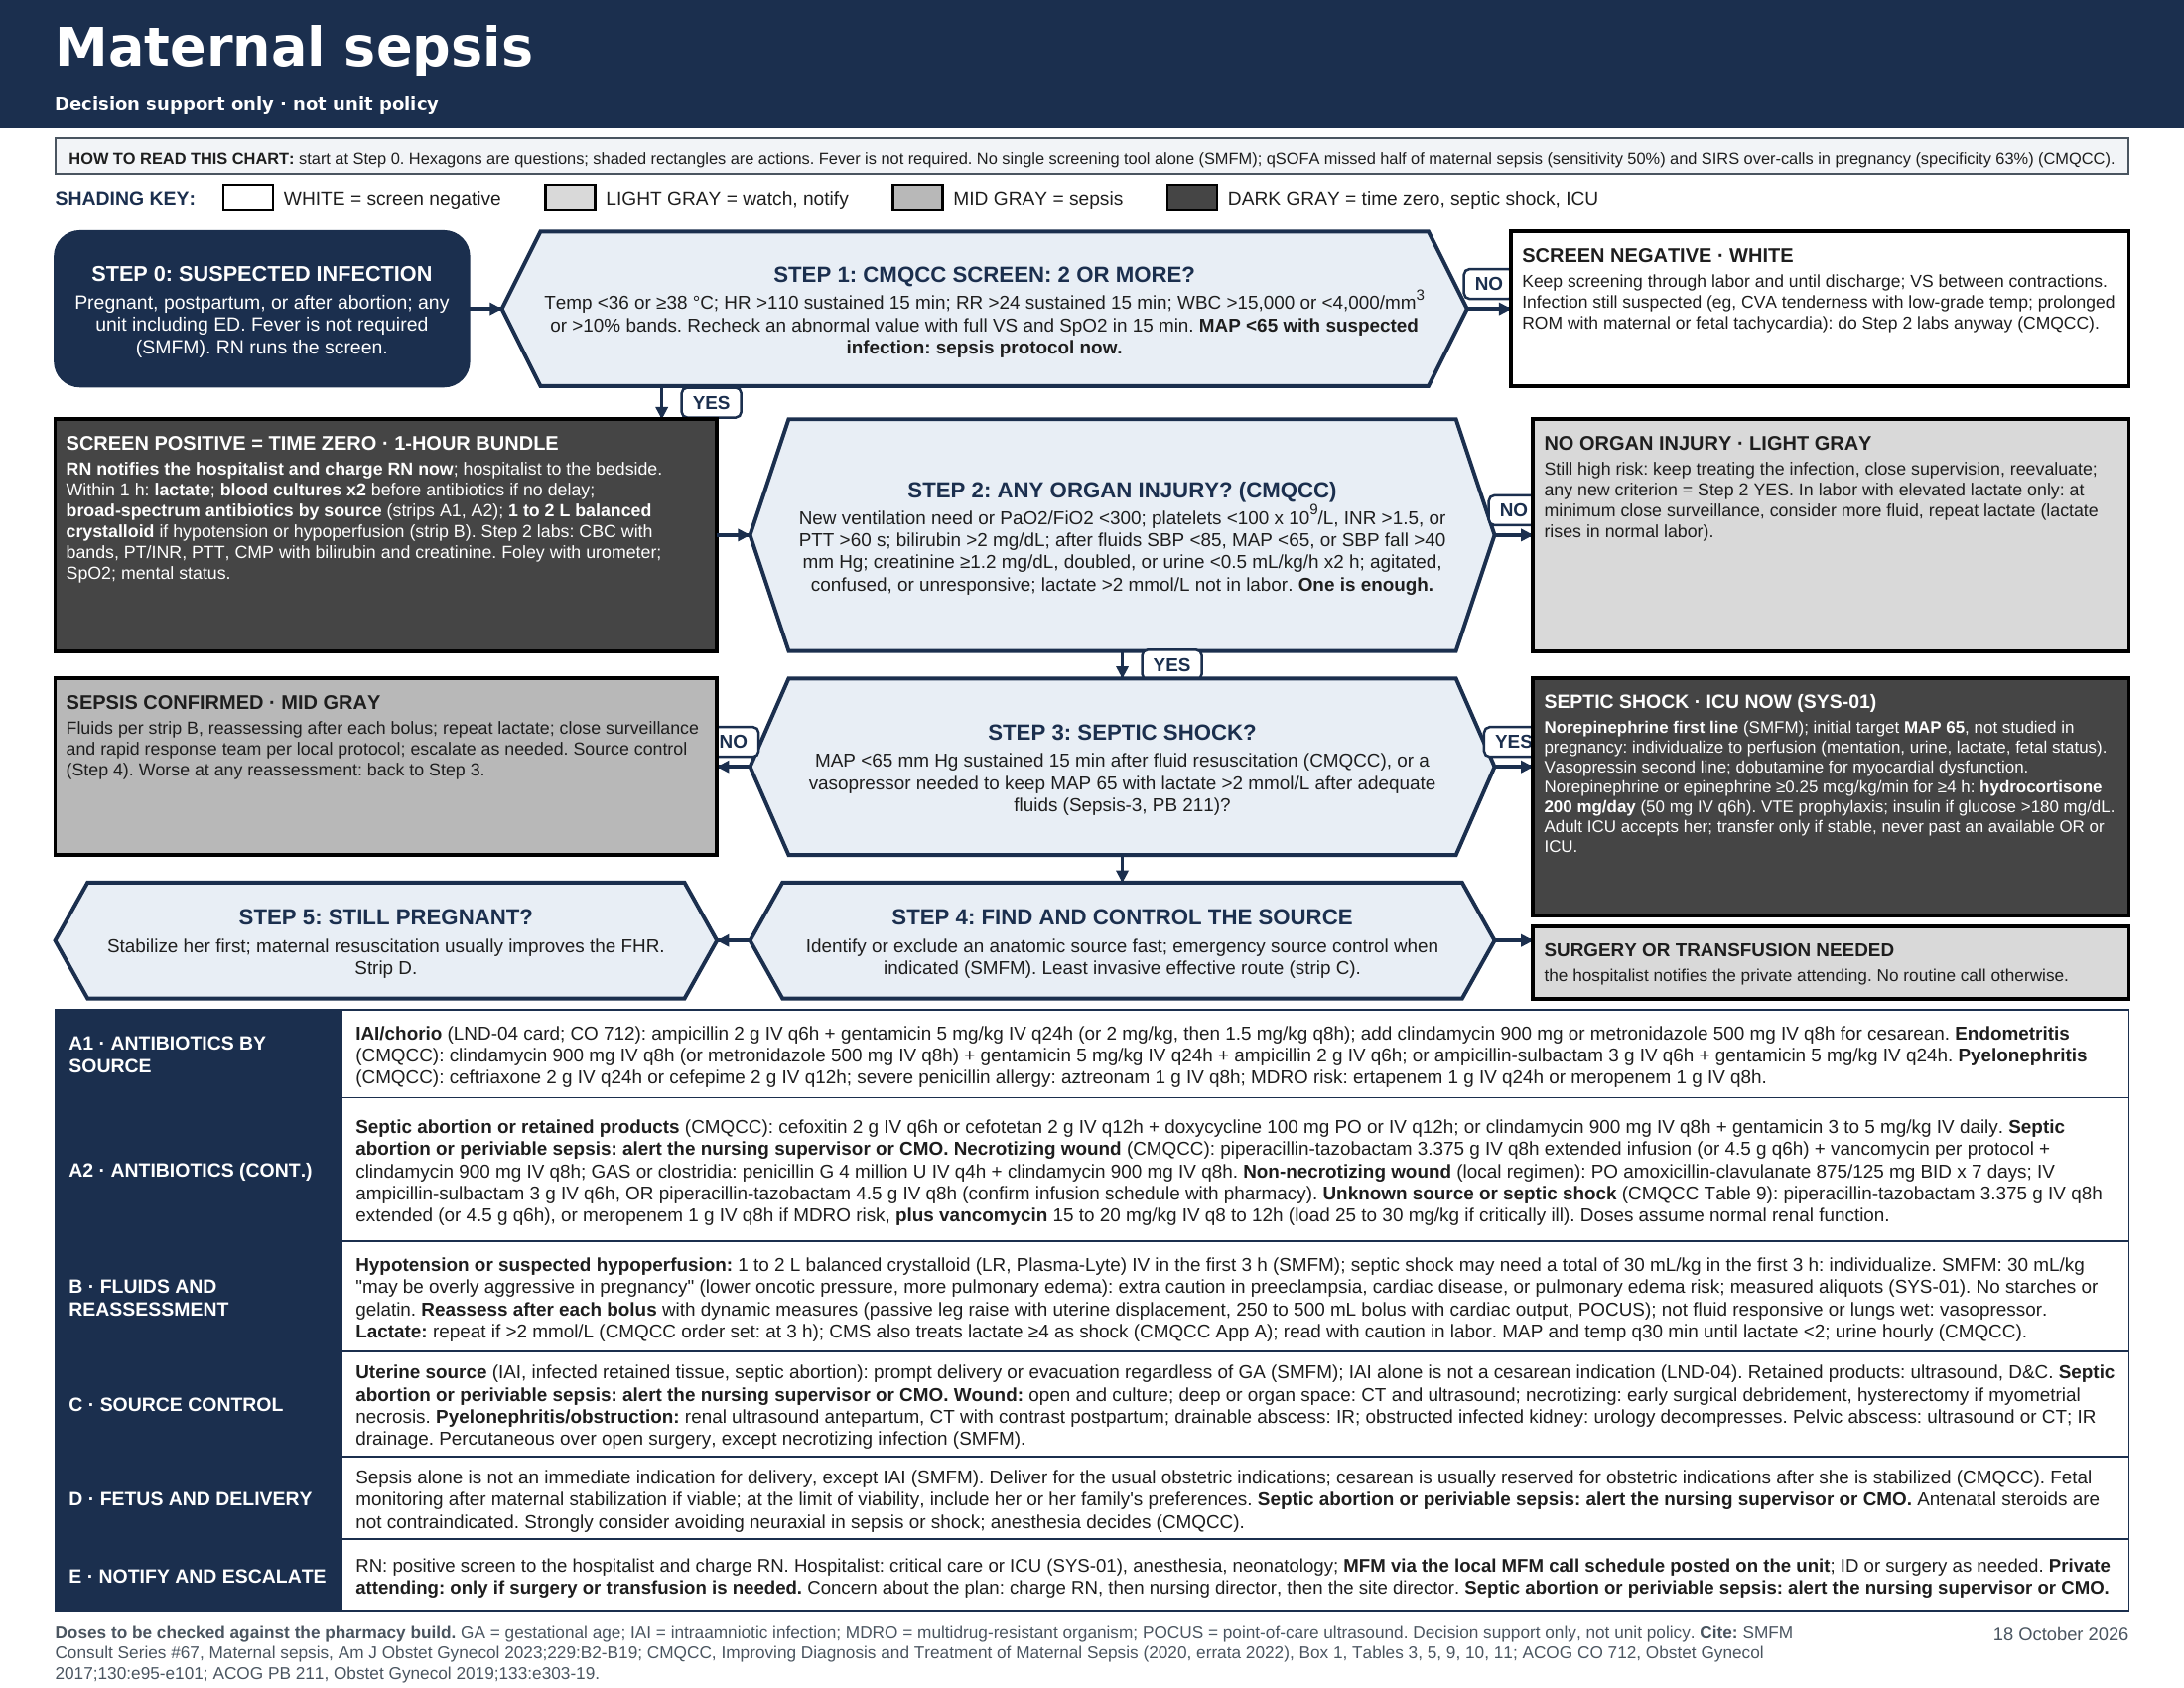 Maternal sepsis
Decision support only · not unit policy
HOW TO READ THIS CHART: start at Step 0. Hexagons are questions; shaded rectangles are actions. Fever is not required. No single screening tool alone (SMFM); qSOFA missed half of maternal sepsis (sensitivity 50%) and SIRS over-calls in pregnancy (specificity 63%) (CMQCC).
SHADING KEY:
WHITE = screen negative
LIGHT GRAY = watch, notify
MID GRAY = sepsis
DARK GRAY = time zero, septic shock, ICU
STEP 0: SUSPECTED INFECTION
Pregnant, postpartum, or after abortion; any
unit including ED. Fever is not required
(SMFM). RN runs the screen.
STEP 1: CMQCC SCREEN: 2 OR MORE?
Temp <36 or ≥38 °C; HR >110 sustained 15 min; RR >24 sustained 15 min; WBC >15,000 or <4,000/mm³
or >10% bands. Recheck an abnormal value with full VS and SpO2 in 15 min. MAP <65 with suspected
infection: sepsis protocol now.
NO
SCREEN NEGATIVE · WHITE
Keep screening through labor and until discharge; VS between contractions.
Infection still suspected (eg, CVA tenderness with low-grade temp; prolonged
ROM with maternal or fetal tachycardia): do Step 2 labs anyway (CMQCC).
YES
SCREEN POSITIVE = TIME ZERO · 1-HOUR BUNDLE
RN notifies the hospitalist and charge RN now; hospitalist to the bedside.
Within 1 h: lactate; blood cultures x2 before antibiotics if no delay;
broad-spectrum antibiotics by source (strips A1, A2); 1 to 2 L balanced
crystalloid if hypotension or hypoperfusion (strip B). Step 2 labs: CBC with
bands, PT/INR, PTT, CMP with bilirubin and creatinine. Foley with urometer;
SpO2; mental status.
STEP 2: ANY ORGAN INJURY? (CMQCC)
New ventilation need or PaO2/FiO2 <300; platelets <100 x 10⁹/L, INR >1.5, or
PTT >60 s; bilirubin >2 mg/dL; after fluids SBP <85, MAP <65, or SBP fall >40
mm Hg; creatinine ≥1.2 mg/dL, doubled, or urine <0.5 mL/kg/h x2 h; agitated,
confused, or unresponsive; lactate >2 mmol/L not in labor. One is enough.
NO
NO ORGAN INJURY · LIGHT GRAY
Still high risk: keep treating the infection, close supervision, reevaluate;
any new criterion = Step 2 YES. In labor with elevated lactate only: at
minimum close surveillance, consider more fluid, repeat lactate (lactate
rises in normal labor).
YES
SEPSIS CONFIRMED · MID GRAY
Fluids per strip B, reassessing after each bolus; repeat lactate; close surveillance
and rapid response team per local protocol; escalate as needed. Source control
(Step 4). Worse at any reassessment: back to Step 3.
NO
STEP 3: SEPTIC SHOCK?
MAP <65 mm Hg sustained 15 min after fluid resuscitation (CMQCC), or a
vasopressor needed to keep MAP 65 with lactate >2 mmol/L after adequate
fluids (Sepsis-3, PB 211)?
YES
SEPTIC SHOCK · ICU NOW (SYS-01)
Norepinephrine first line (SMFM); initial target MAP 65, not studied in
pregnancy: individualize to perfusion (mentation, urine, lactate, fetal status).
Vasopressin second line; dobutamine for myocardial dysfunction.
Norepinephrine or epinephrine ≥0.25 mcg/kg/min for ≥4 h: hydrocortisone
200 mg/day (50 mg IV q6h). VTE prophylaxis; insulin if glucose >180 mg/dL.
Adult ICU accepts her; transfer only if stable, never past an available OR or
ICU.
STEP 5: STILL PREGNANT?
Stabilize her first; maternal resuscitation usually improves the FHR.
Strip D.
STEP 4: FIND AND CONTROL THE SOURCE
Identify or exclude an anatomic source fast; emergency source control when
indicated (SMFM). Least invasive effective route (strip C).
SURGERY OR TRANSFUSION NEEDED
the hospitalist notifies the private attending. No routine call otherwise.
A1 · ANTIBIOTICS BY
SOURCE
IAI/chorio (LND-04 card; CO 712): ampicillin 2 g IV q6h + gentamicin 5 mg/kg IV q24h (or 2 mg/kg, then 1.5 mg/kg q8h); add clindamycin 900 mg or metronidazole 500 mg IV q8h for cesarean. Endometritis
(CMQCC): clindamycin 900 mg IV q8h (or metronidazole 500 mg IV q8h) + gentamicin 5 mg/kg IV q24h + ampicillin 2 g IV q6h; or ampicillin-sulbactam 3 g IV q6h + gentamicin 5 mg/kg IV q24h. Pyelonephritis
(CMQCC): ceftriaxone 2 g IV q24h or cefepime 2 g IV q12h; severe penicillin allergy: aztreonam 1 g IV q8h; MDRO risk: ertapenem 1 g IV q24h or meropenem 1 g IV q8h.
A2 · ANTIBIOTICS (CONT.)
Septic abortion or retained products (CMQCC): cefoxitin 2 g IV q6h or cefotetan 2 g IV q12h + doxycycline 100 mg PO or IV q12h; or clindamycin 900 mg IV q8h + gentamicin 3 to 5 mg/kg IV daily. Septic
abortion or periviable sepsis: alert the nursing supervisor or CMO. Necrotizing wound (CMQCC): piperacillin-tazobactam 3.375 g IV q8h extended infusion (or 4.5 g q6h) + vancomycin per protocol +
clindamycin 900 mg IV q8h; GAS or clostridia: penicillin G 4 million U IV q4h + clindamycin 900 mg IV q8h. Non-necrotizing wound (local regimen): PO amoxicillin-clavulanate 875/125 mg BID x 7 days; IV
ampicillin-sulbactam 3 g IV q6h, OR piperacillin-tazobactam 4.5 g IV q8h (confirm infusion schedule with pharmacy). Unknown source or septic shock (CMQCC Table 9): piperacillin-tazobactam 3.375 g IV q8h
extended (or 4.5 g q6h), or meropenem 1 g IV q8h if MDRO risk, plus vancomycin 15 to 20 mg/kg IV q8 to 12h (load 25 to 30 mg/kg if critically ill). Doses assume normal renal function.
B · FLUIDS AND
REASSESSMENT
Hypotension or suspected hypoperfusion: 1 to 2 L balanced crystalloid (LR, Plasma-Lyte) IV in the first 3 h (SMFM); septic shock may need a total of 30 mL/kg in the first 3 h: individualize. SMFM: 30 mL/kg
"may be overly aggressive in pregnancy" (lower oncotic pressure, more pulmonary edema): extra caution in preeclampsia, cardiac disease, or pulmonary edema risk; measured aliquots (SYS-01). No starches or
gelatin. Reassess after each bolus with dynamic measures (passive leg raise with uterine displacement, 250 to 500 mL bolus with cardiac output, POCUS); not fluid responsive or lungs wet: vasopressor.
Lactate: repeat if >2 mmol/L (CMQCC order set: at 3 h); CMS also treats lactate ≥4 as shock (CMQCC App A); read with caution in labor. MAP and temp q30 min until lactate <2; urine hourly (CMQCC).
C · SOURCE CONTROL
Uterine source (IAI, infected retained tissue, septic abortion): prompt delivery or evacuation regardless of GA (SMFM); IAI alone is not a cesarean indication (LND-04). Retained products: ultrasound, D&C. Septic
abortion or periviable sepsis: alert the nursing supervisor or CMO. Wound: open and culture; deep or organ space: CT and ultrasound; necrotizing: early surgical debridement, hysterectomy if myometrial
necrosis. Pyelonephritis/obstruction: renal ultrasound antepartum, CT with contrast postpartum; drainable abscess: IR; obstructed infected kidney: urology decompresses. Pelvic abscess: ultrasound or CT; IR
drainage. Percutaneous over open surgery, except necrotizing infection (SMFM).
D · FETUS AND DELIVERY
Sepsis alone is not an immediate indication for delivery, except IAI (SMFM). Deliver for the usual obstetric indications; cesarean is usually reserved for obstetric indications after she is stabilized (CMQCC). Fetal
monitoring after maternal stabilization if viable; at the limit of viability, include her or her family's preferences. Septic abortion or periviable sepsis: alert the nursing supervisor or CMO. Antenatal steroids are
not contraindicated. Strongly consider avoiding neuraxial in sepsis or shock; anesthesia decides (CMQCC).
E · NOTIFY AND ESCALATE
RN: positive screen to the hospitalist and charge RN. Hospitalist: critical care or ICU (SYS-01), anesthesia, neonatology; MFM via the local MFM call schedule posted on the unit; ID or surgery as needed. Private
attending: only if surgery or transfusion is needed. Concern about the plan: charge RN, then nursing director, then the site director. Septic abortion or periviable sepsis: alert the nursing supervisor or CMO.
Doses to be checked against the pharmacy build. GA = gestational age; IAI = intraamniotic infection; MDRO = multidrug-resistant organism; POCUS = point-of-care ultrasound. Decision support only, not unit policy. Cite: SMFM
Consult Series #67, Maternal sepsis, Am J Obstet Gynecol 2023;229:B2-B19; CMQCC, Improving Diagnosis and Treatment of Maternal Sepsis (2020, errata 2022), Box 1, Tables 3, 5, 9, 10, 11; ACOG CO 712, Obstet Gynecol
2017;130:e95-e101; ACOG PB 211, Obstet Gynecol 2019;133:e303-19.
18 October 2026